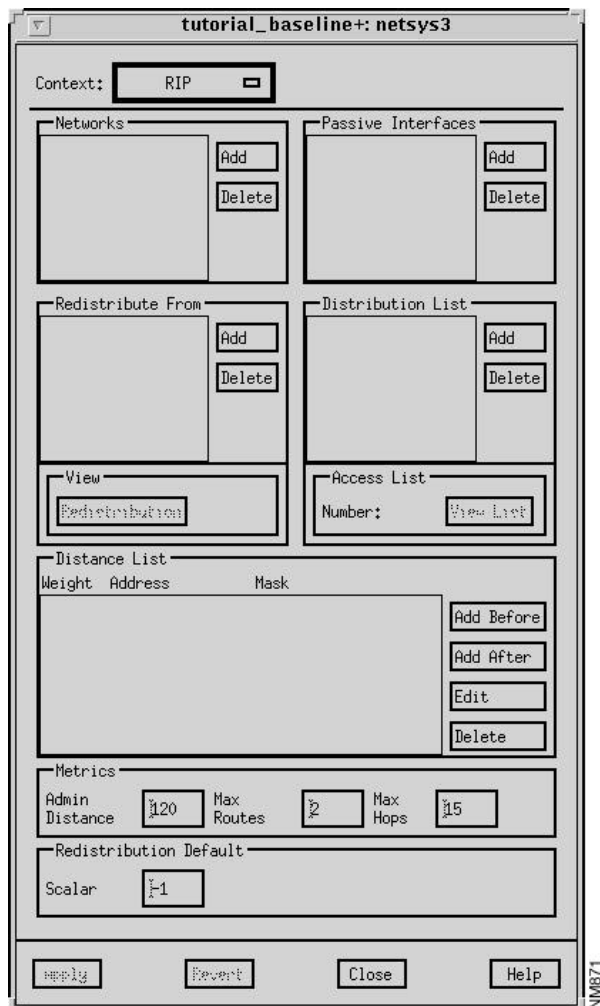 tutorial_baseline+: netsys3
Context: RIP
Networks
Add
Delete
Passive Interfaces
Add
Delete
Redistribute From
Add
Delete
View
Redistribution
Distribution List
Add
Delete
Access List
Number: View List
Distance List
Weight Address Mask
Add Before
Add After
Edit
Delete
Metrics
Admin Distance 120 Max Routes 2 Max Hops 15
Redistribution Default
Scalar -1
Apply Revert Close Help
NM871